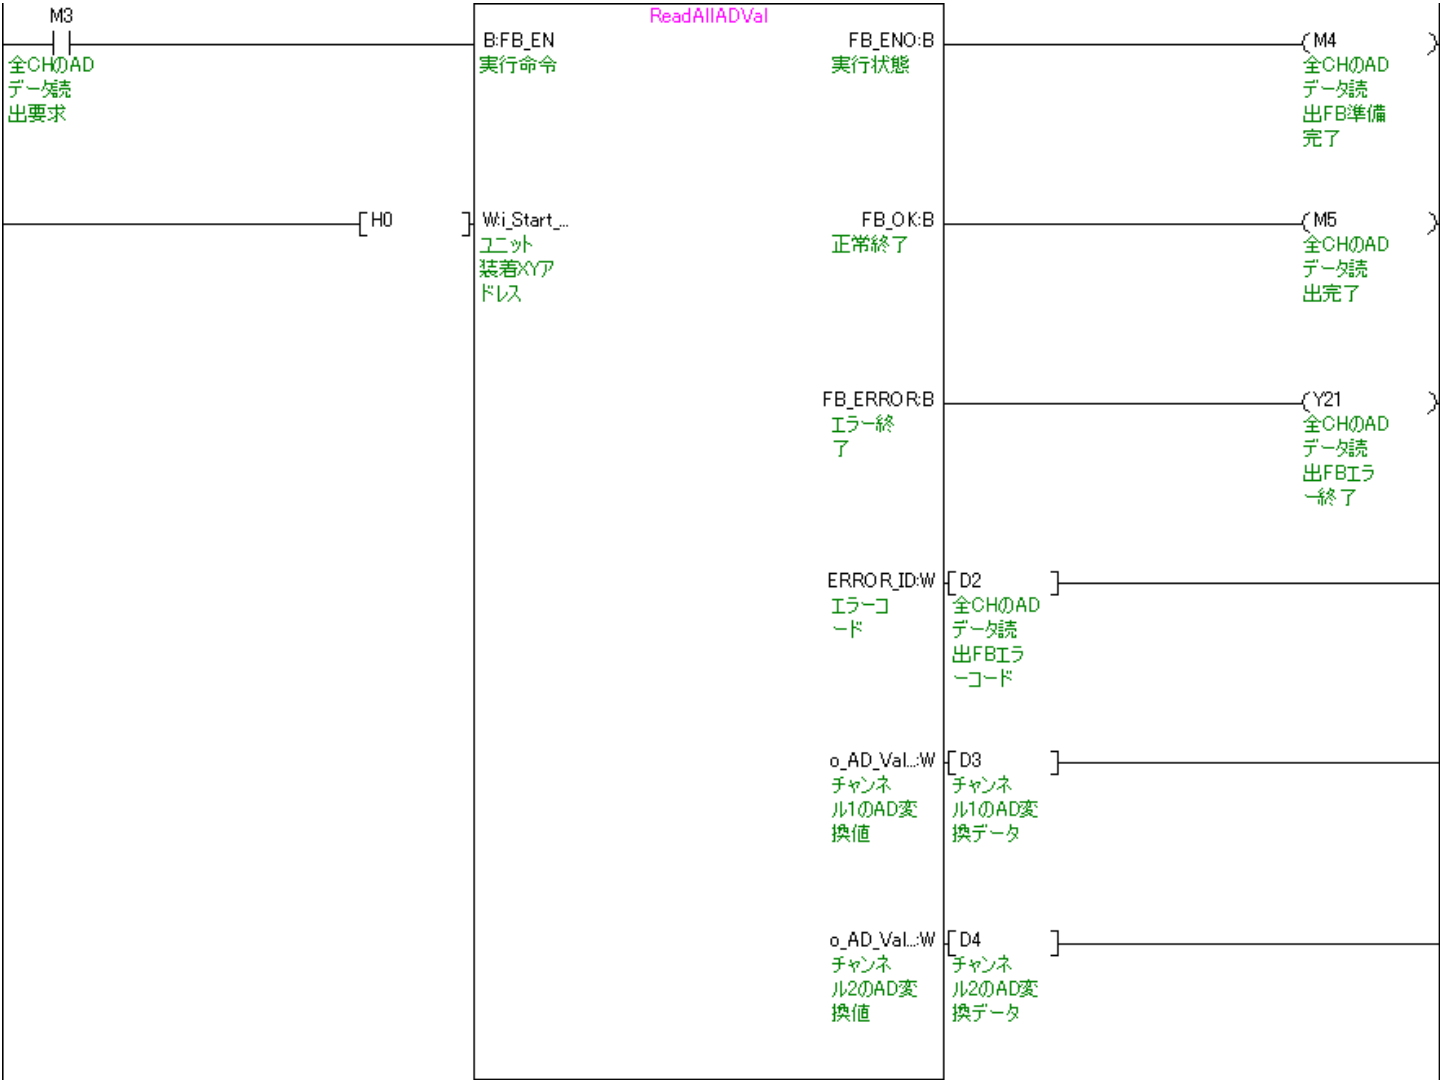 M3
ReadAllADVal
B:FB_EN
FB_ENO:B
M4
全CHのAD
データ読
出要求
実行命令
実行状態
全CHのAD
データ読
出FB準備
完了
H0
W:i_Start_...
FB_OK:B
M5
ユニット
装着XYア
ドレス
正常終了
全CHのAD
データ読
出完了
FB_ERROR:B
Y21
エラー終
了
全CHのAD
データ読
出FBエラ
ー終了
ERROR_ID:W
D2
エラーコ
ード
全CHのAD
データ読
出FBエラ
ーコード
o_AD_Val...:W
D3
チャンネ
ル1のAD変
換値
チャンネ
ル1のAD変
換データ
o_AD_Val...:W
D4
チャンネ
ル2のAD変
換値
チャンネ
ル2のAD変
換データ